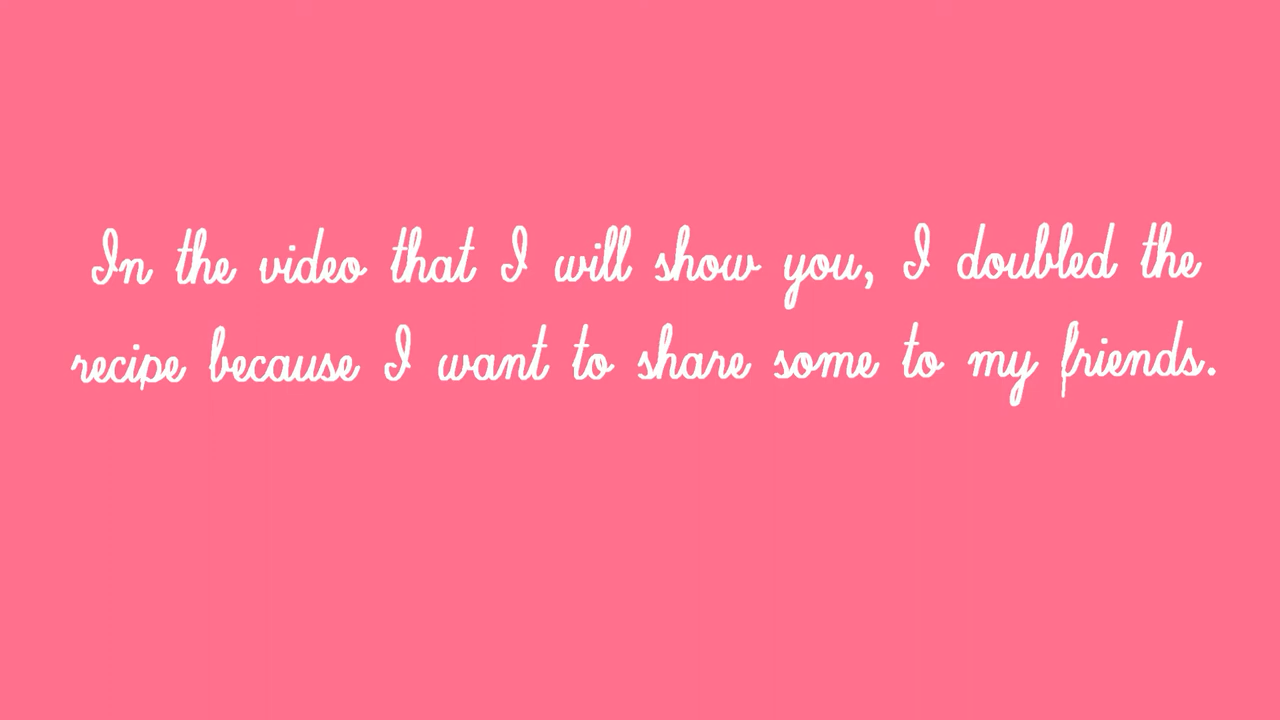 In the video that I will show you, I doubled the
recipe because I want to share some to my friends.